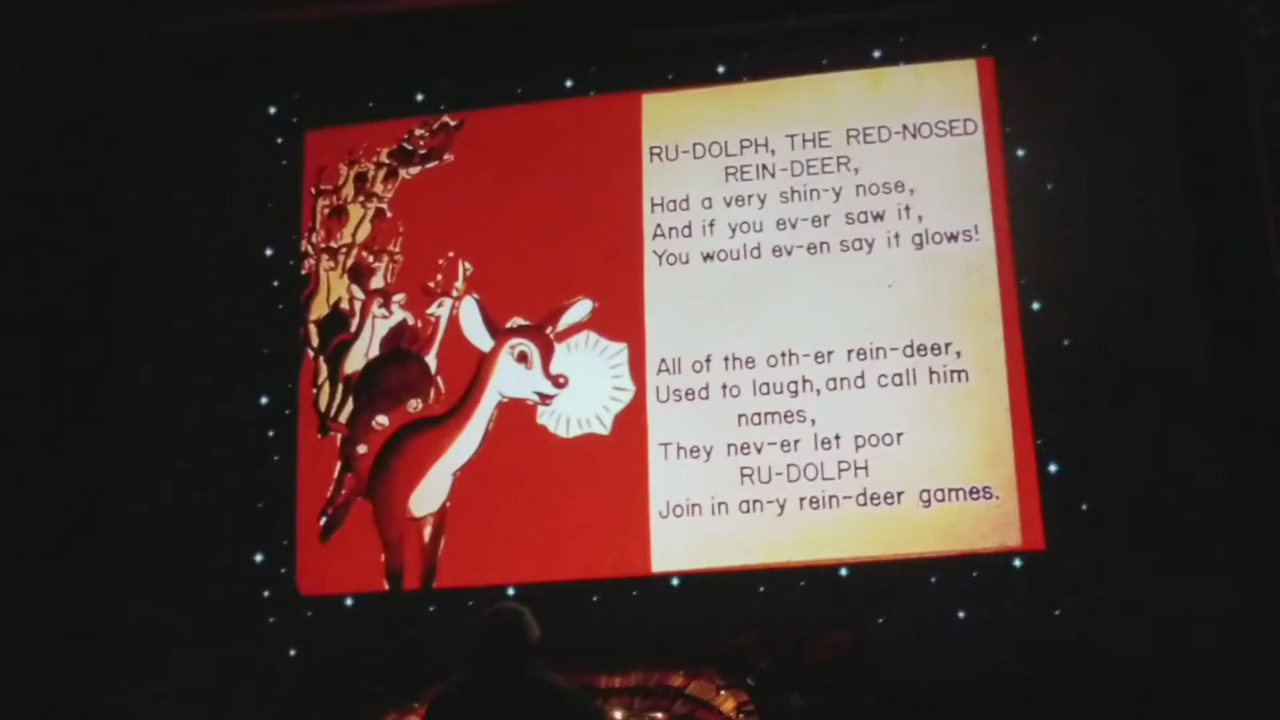 RU-DOLPH, THE RED-NOSED
REIN-DEER,
Had a very shin-y nose,
And if you ev-er saw it,
You would ev-en say it glows!
All of the oth-er rein-deer,
Used to laugh, and call him
names,
They nev-er let poor
RU-DOLPH
Join in an-y rein-deer games.